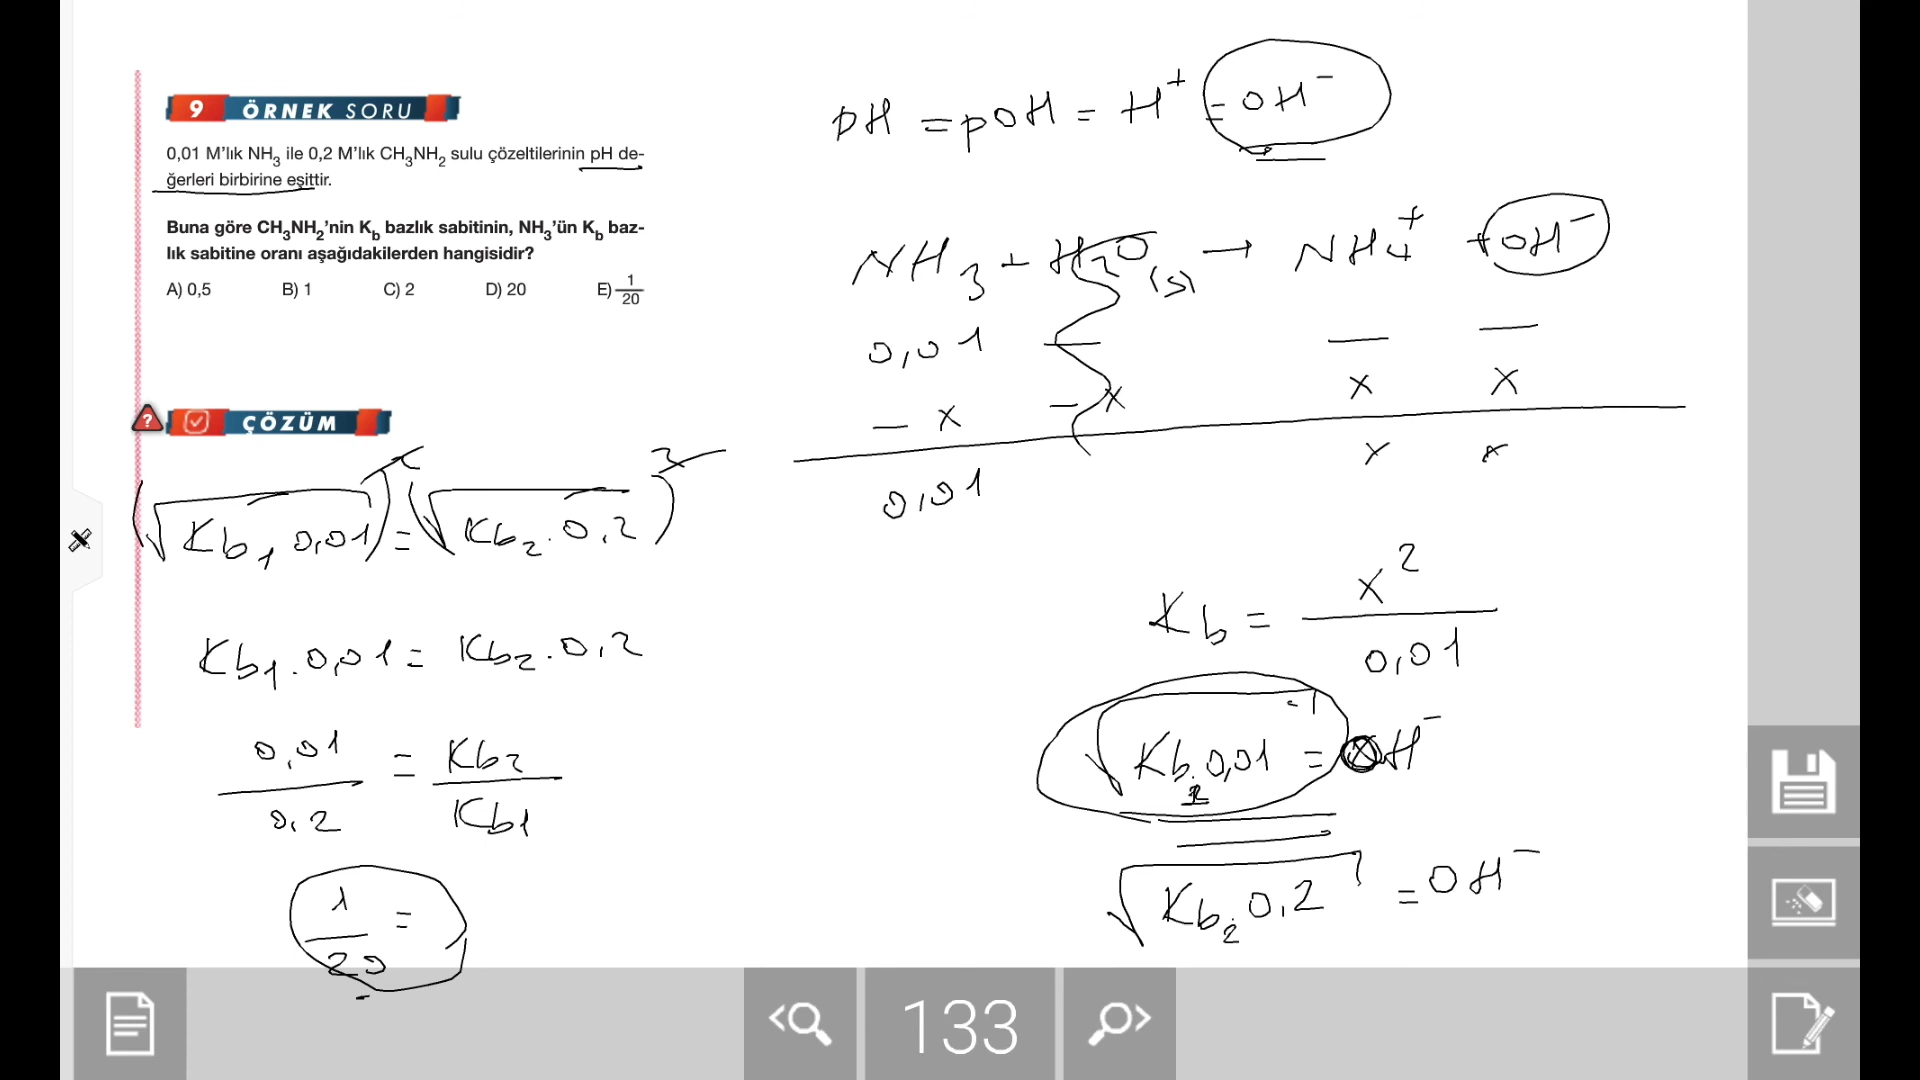 9 ÖRNEK SORU
0,01 M'lık NH3 ile 0,2 M'lık CH3NH2 sulu çözeltilerinin pH de-
ğerleri birbirine eşittir.
Buna göre CH3NH2'nin Kb bazlık sabitinin, NH3'ün Kb baz-
lık sabitine oranı aşağıdakilerden hangisidir?
A) 0,5 B) 1 C) 2 D) 20 E) 1/20
? ÇÖZÜM
(√Kb1 0,01)² = (√Kb2 . 0,2)²
Kb1 . 0,01 = Kb2 . 0,2
0,01/0,2 = Kb2/Kb1
1/20 =
pH = pOH = H+ = OH-
NH3 + H2O(s) → NH4+ + OH-
0,01 — — —
— x — x x x
0,01 x x
Kb = x²/0,01
√Kb1 . 0,01 = OH-
√Kb2 0,2 = OH-
133